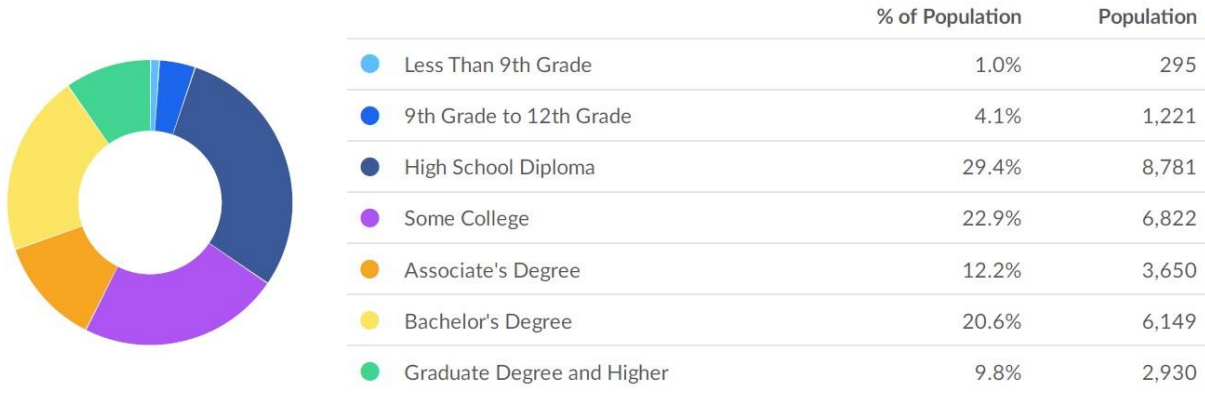 % of Population Population
Less Than 9th Grade 1.0% 295
9th Grade to 12th Grade 4.1% 1,221
High School Diploma 29.4% 8,781
Some College 22.9% 6,822
Associate's Degree 12.2% 3,650
Bachelor's Degree 20.6% 6,149
Graduate Degree and Higher 9.8% 2,930